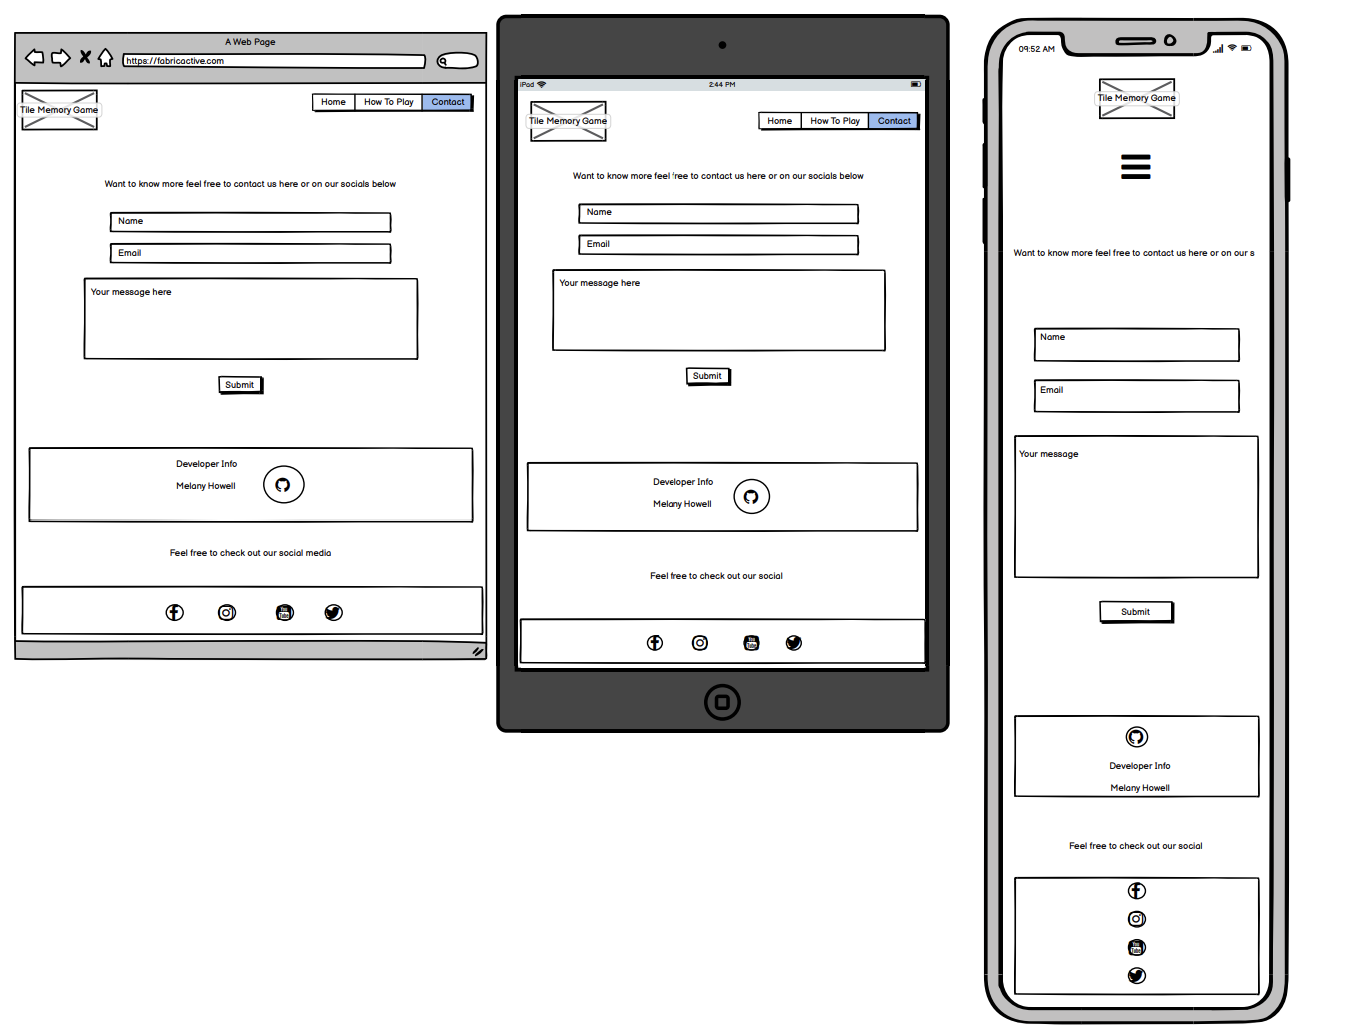 A Web Page
https://fabricactive.com
Tile Memory Game
Home How To Play Contact
Want to know more feel free to contact us here or on our socials below
Name
Email
Your message here
Submit
Developer Info
Melany Howell
Feel free to check out our social media
You
Tube
iPad 2:44 PM
Tile Memory Game
Home How To Play Contact
Want to know more feel free to contact us here or on our socials below
Name
Email
Your message here
Submit
Developer Info
Melany Howell
Feel free to check out our social
You
Tube
09:52 AM
Tile Memory Game
Want to know more feel free to contact us here or on our s
Name
Email
Your message
Submit
Developer Info
Melany Howell
Feel free to check out our social
You
Tube